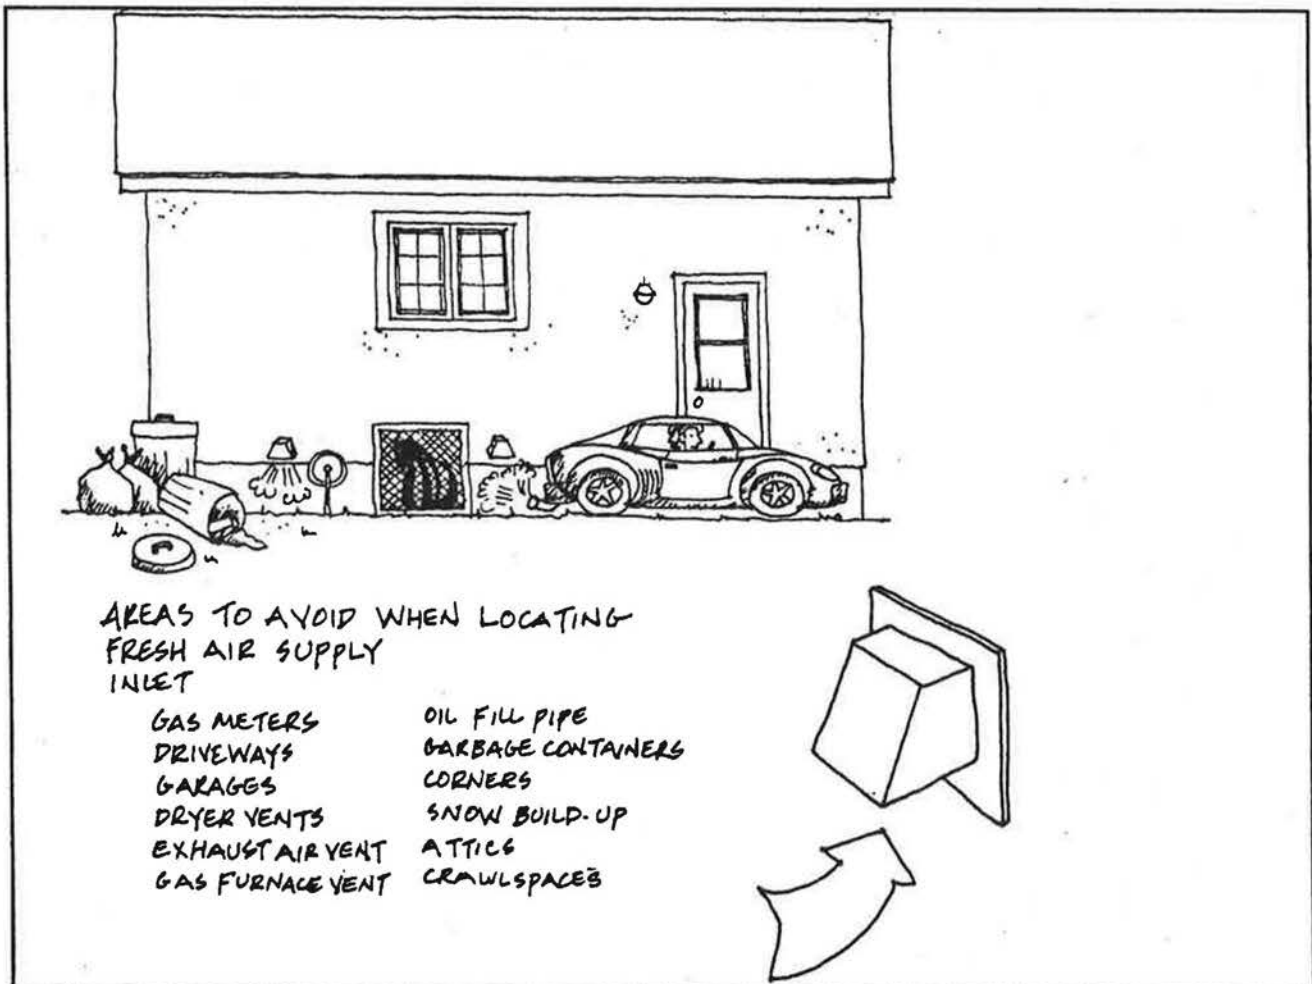 AREAS TO AVOID WHEN LOCATING
FRESH AIR SUPPLY
INLET
GAS METERS
DRIVEWAYS
GARAGES
DRYER VENTS
EXHAUST AIR VENT
GAS FURNACE VENT
OIL FILL PIPE
GARBAGE CONTAINERS
CORNERS
SNOW BUILD-UP
ATTICS
CRAWLSPACES